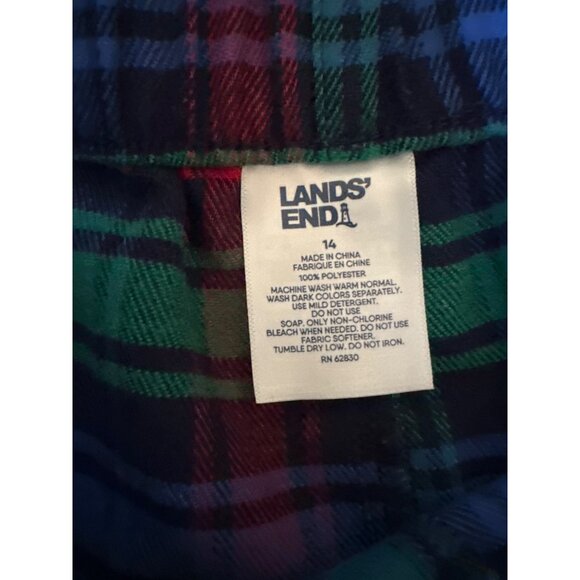 LANDS'
END
14
MADE IN CHINA
FABRIQUE EN CHINE
100% POLYESTER
MACHINE WASH WARM NORMAL.
WASH DARK COLORS SEPARATELY.
USE MILD DETERGENT.
DO NOT USE
SOAP, ONLY NON-CHLORINE
BLEACH WHEN NEEDED. DO NOT USE
FABRIC SOFTENER.
TUMBLE DRY LOW. DO NOT IRON.
RN 62830